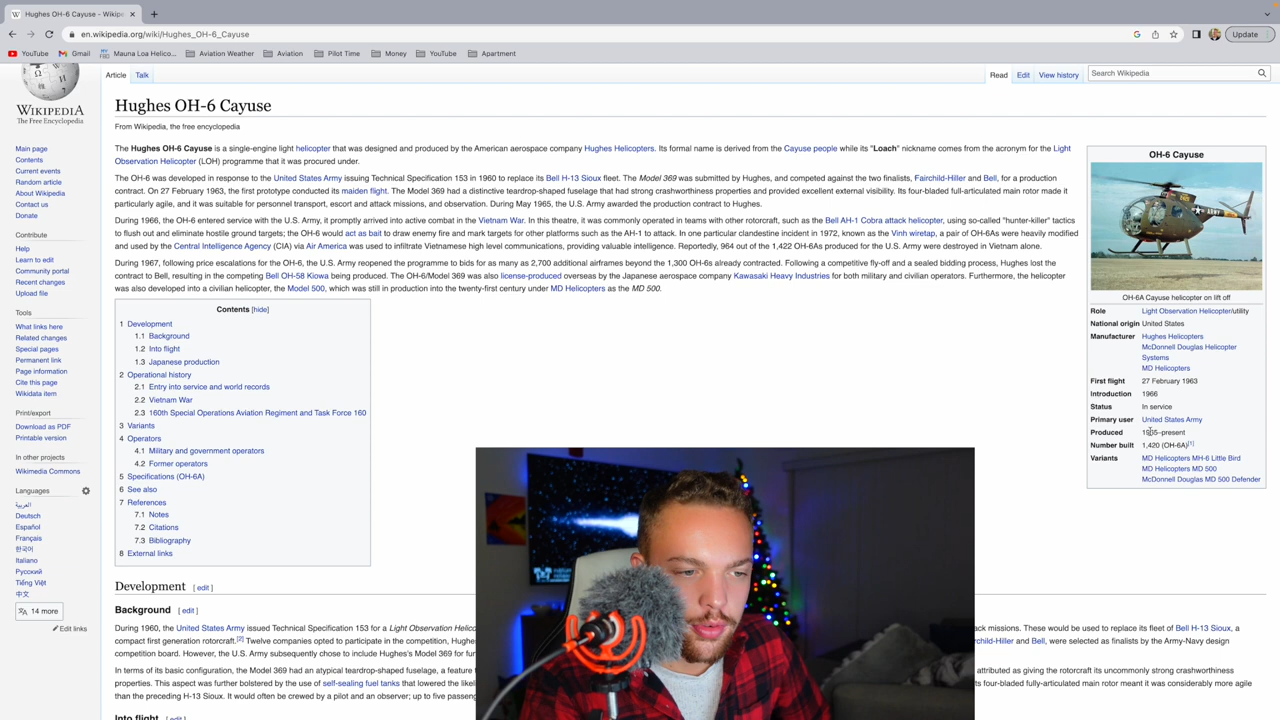 Hughes OH-6 Cayuse - Wikipe
en.wikipedia.org/wiki/Hughes_OH-6_Cayuse
Update
YouTube
Gmail
Mauna Loa Helico...
Aviation Weather
Aviation
Pilot Time
Money
YouTube
Apartment
WIKIPEDIA
The Free Encyclopedia
Main page
Contents
Current events
Random article
About Wikipedia
Contact us
Donate
Contribute
Help
Learn to edit
Community portal
Recent changes
Upload file
Tools
What links here
Related changes
Special pages
Permanent link
Page information
Cite this page
Wikidata item
Print/export
Download as PDF
Printable version
In other projects
Wikimedia Commons
Languages
العربية
Deutsch
Español
Français
한국어
Italiano
Русский
Tiếng Việt
中文
14 more
Edit links
Article Talk
Read Edit View history
Search Wikipedia
Hughes OH-6 Cayuse
From Wikipedia, the free encyclopedia
The Hughes OH-6 Cayuse is a single-engine light helicopter that was designed and produced by the American aerospace company Hughes Helicopters. Its formal name is derived from the Cayuse people while its "Loach" nickname comes from the acronym for the Light
Observation Helicopter (LOH) programme that it was procured under.
The OH-6 was developed in response to the United States Army issuing Technical Specification 153 in 1960 to replace its Bell H-13 Sioux fleet. The Model 369 was submitted by Hughes, and competed against the two finalists, Fairchild-Hiller and Bell, for a production
contract. On 27 February 1963, the first prototype conducted its maiden flight. The Model 369 had a distinctive teardrop-shaped fuselage that had strong crashworthiness properties and provided excellent external visibility. Its four-bladed full-articulated main rotor made it
particularly agile, and it was suitable for personnel transport, escort and attack missions, and observation. During May 1965, the U.S. Army awarded the production contract to Hughes.
During 1966, the OH-6 entered service with the U.S. Army, it promptly arrived into active combat in the Vietnam War. In this theatre, it was commonly operated in teams with other rotorcraft, such as the Bell AH-1 Cobra attack helicopter, using so-called "hunter-killer" tactics
to flush out and eliminate hostile ground targets; the OH-6 would act as bait to draw enemy fire and mark targets for other platforms such as the AH-1 to attack. In one particular clandestine incident in 1972, known as the Vinh wiretap, a pair of OH-6As were heavily modified
and used by the Central Intelligence Agency (CIA) via Air America was used to infiltrate Vietnamese high level communications, providing valuable intelligence. Reportedly, 964 out of the 1,422 OH-6As produced for the U.S. Army were destroyed in Vietnam alone.
During 1967, following price escalations for the OH-6, the U.S. Army reopened the programme to bids for as many as 2,700 additional airframes beyond the 1,300 OH-6s already contracted. Following a competitive fly-off and a sealed bidding process, Hughes lost the
contract to Bell, resulting in the competing Bell OH-58 Kiowa being produced. The OH-6/Model 369 was also license-produced overseas by the Japanese aerospace company Kawasaki Heavy Industries for both military and civilian operators. Furthermore, the helicopter
was also developed into a civilian helicopter, the Model 500, which was still in production into the twenty-first century under MD Helicopters as the MD 500.
Contents [hide]
1 Development
1.1 Background
1.2 Into flight
1.3 Japanese production
2 Operational history
2.1 Entry into service and world records
2.2 Vietnam War
2.3 160th Special Operations Aviation Regiment and Task Force 160
3 Variants
4 Operators
4.1 Military and government operators
4.2 Former operators
5 Specifications (OH-6A)
6 See also
7 References
7.1 Notes
7.2 Citations
7.3 Bibliography
8 External links
OH-6 Cayuse
ARMY
OH-6A Cayuse helicopter on lift off
Role Light Observation Helicopter/utility
National origin United States
Manufacturer Hughes Helicopters
McDonnell Douglas Helicopter
Systems
MD Helicopters
First flight 27 February 1963
Introduction 1966
Status In service
Primary user United States Army
Produced –present
Number built 1,420 (OH-6A)[1]
Variants MD Helicopters MH-6 Little Bird
MD Helicopters MD 500
McDonnell Douglas MD 500 Defender
Development [ edit ]
Background [ edit ]
During 1960, the United States Army issued Technical Specification 153 for a Light Observation Helico ack missions. These would be used to replace its fleet of Bell H-13 Sioux, a
compact first generation rotorcraft.[2] Twelve companies opted to participate in the competition, Hughe rchild-Hiller and Bell, were selected as finalists by the Army-Navy design
competition board. However, the U.S. Army subsequently chose to include Hughes's Model 369 for fur
In terms of its basic configuration, the Model 369 had an atypical teardrop-shaped fuselage, a feature attributed as giving the rotorcraft its uncommonly strong crashworthiness
properties. This aspect was further bolstered by the use of self-sealing fuel tanks that lowered the likeli s four-bladed fully-articulated main rotor meant it was considerably more agile
than the preceding H-13 Sioux. It would often be crewed by a pilot and an observer; up to five passeng
Into flight [ edit ]